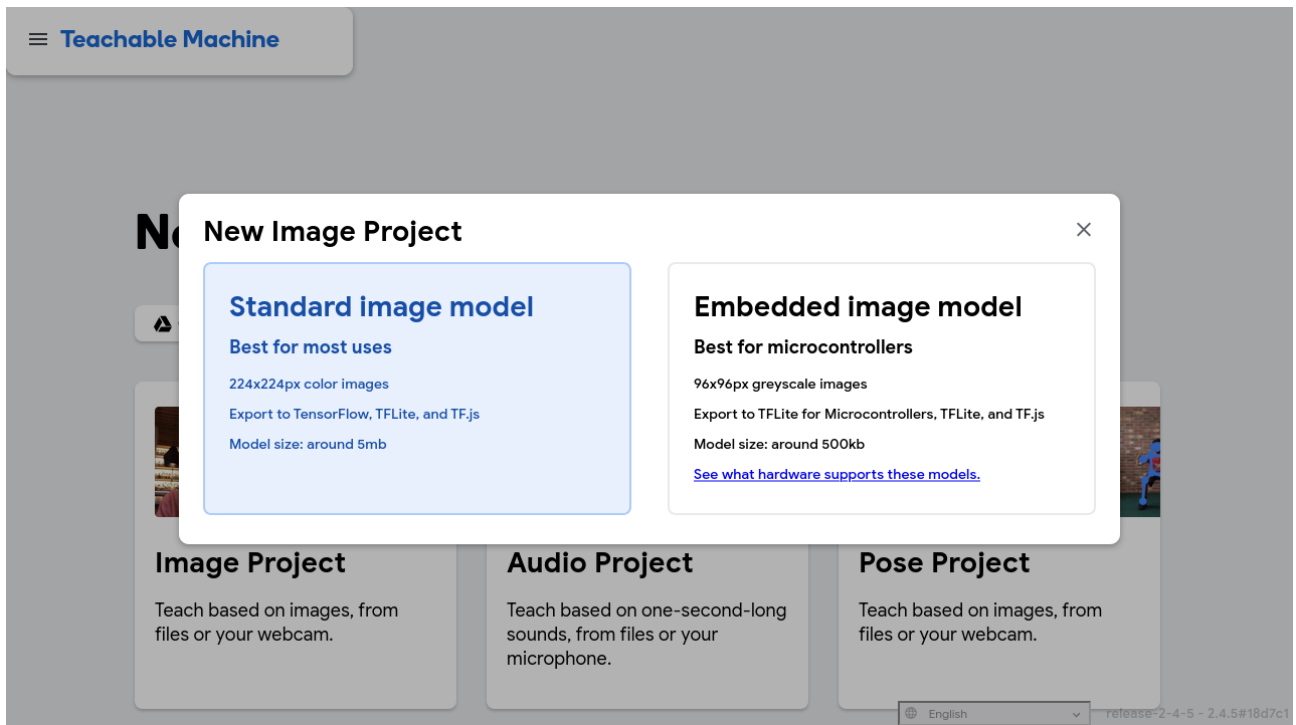 Teachable Machine
New Image Project
Standard image model
Best for most uses
224x224px color images
Export to TensorFlow, TFLite, and TF.js
Model size: around 5mb
Embedded image model
Best for microcontrollers
96x96px greyscale images
Export to TFLite for Microcontrollers, TFLite, and TF.js
Model size: around 500kb
See what hardware supports these models.
Image Project
Teach based on images, from
files or your webcam.
Audio Project
Teach based on one-second-long
sounds, from files or your
microphone.
Pose Project
Teach based on images, from
files or your webcam.
English
release-2-4-5 - 2.4.5#18d7c1